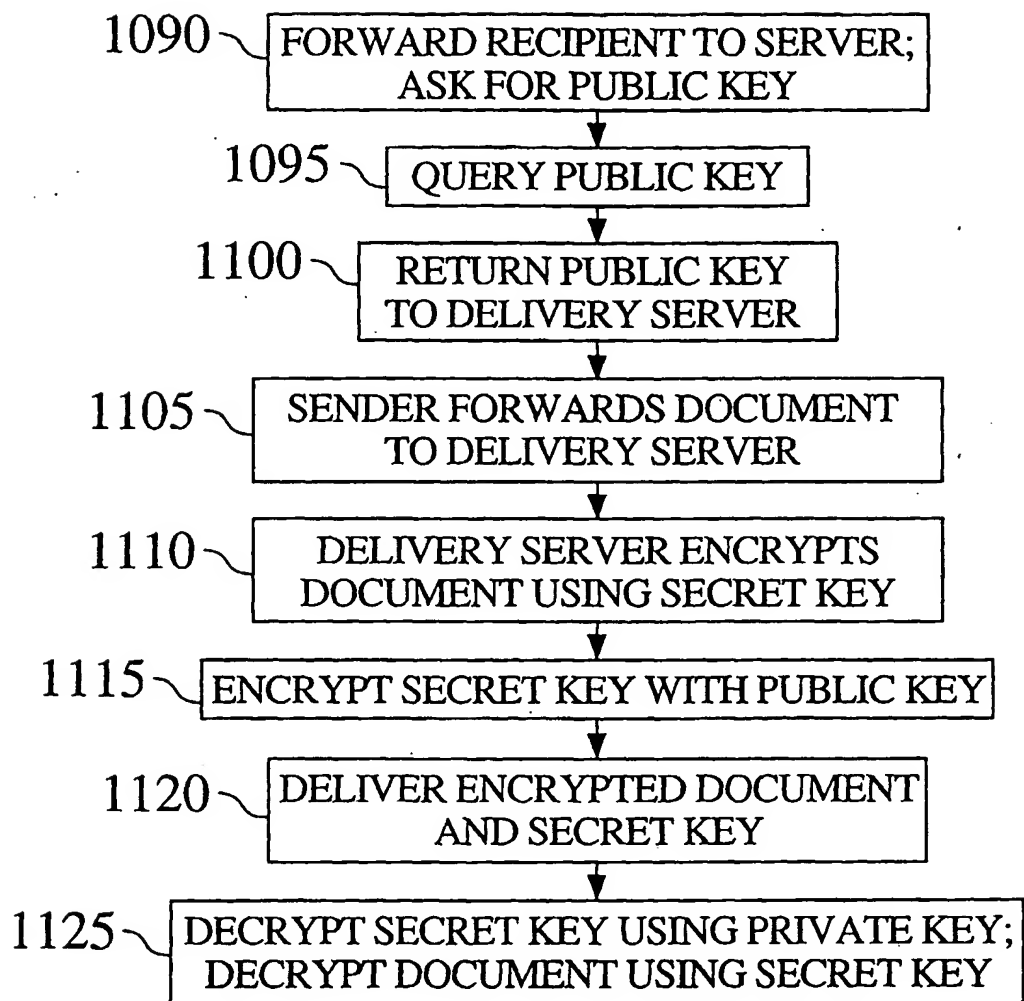 1090
FORWARD RECIPIENT TO SERVER;
ASK FOR PUBLIC KEY
1095
QUERY PUBLIC KEY
1100
RETURN PUBLIC KEY
TO DELIVERY SERVER
1105
SENDER FORWARDS DOCUMENT
TO DELIVERY SERVER
1110
DELIVERY SERVER ENCRYPTS
DOCUMENT USING SECRET KEY
1115
ENCRYPT SECRET KEY WITH PUBLIC KEY
1120
DELIVER ENCRYPTED DOCUMENT
AND SECRET KEY
1125
DECRYPT SECRET KEY USING PRIVATE KEY;
DECRYPT DOCUMENT USING SECRET KEY